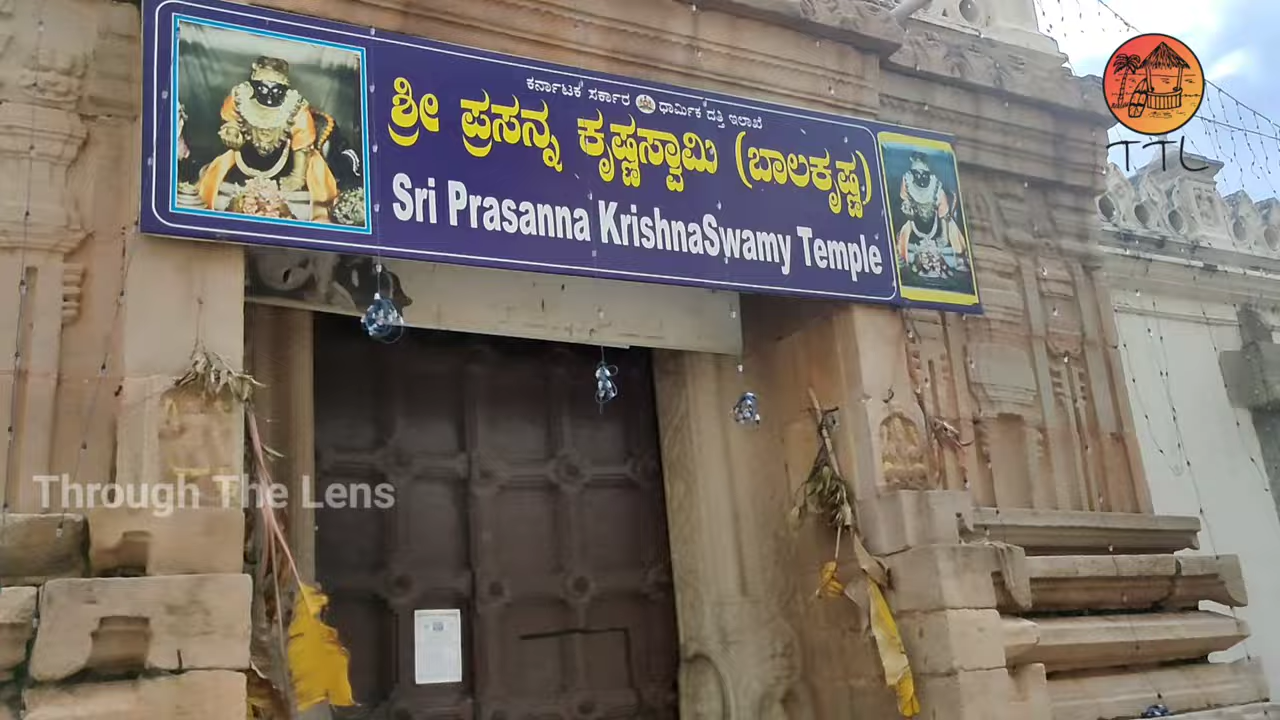 ಕರ್ನಾಟಕ ಸರ್ಕಾರ ಧಾರ್ಮಿಕ ದತ್ತಿ ಇಲಾಖೆ
ಶ್ರೀ ಪ್ರಸನ್ನ ಕೃಷ್ಣಸ್ವಾಮಿ (ಬಾಲಕೃಷ್ಣ)
Sri Prasanna KrishnaSwamy Temple
TTL
Through The Lens